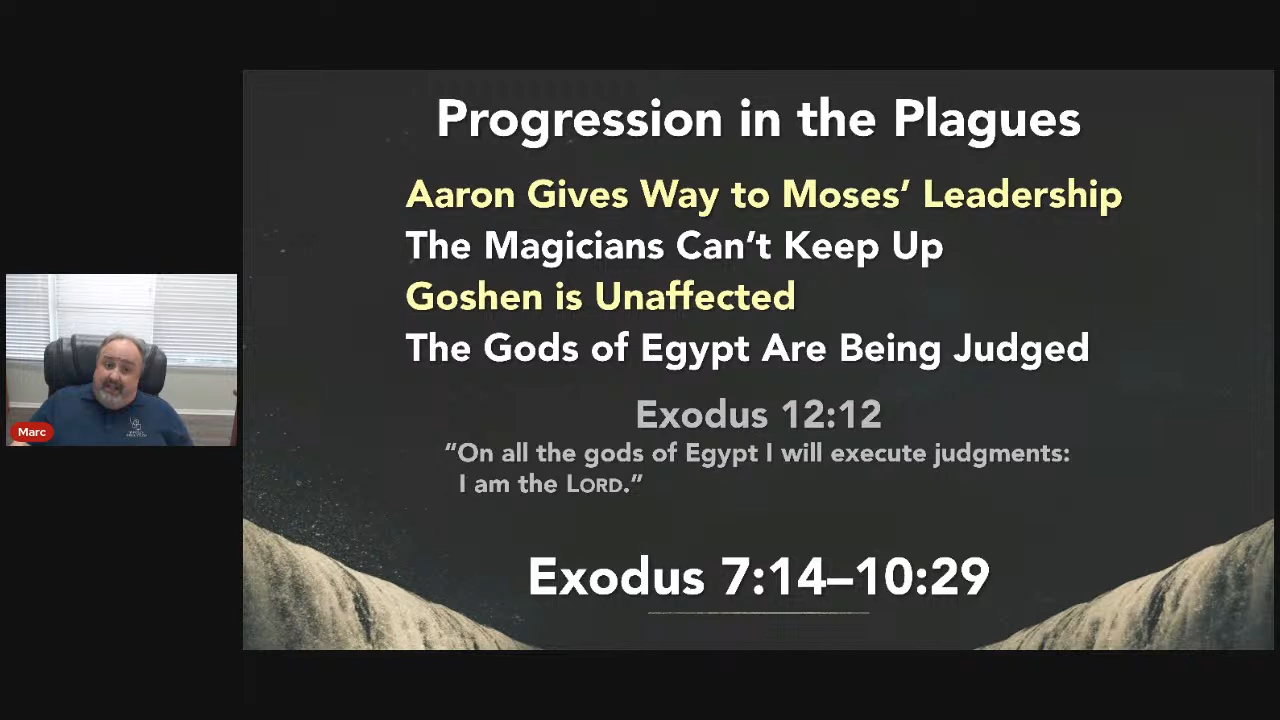 Progression in the Plagues
Aaron Gives Way to Moses’ Leadership
The Magicians Can’t Keep Up
Goshen is Unaffected
The Gods of Egypt Are Being Judged
Exodus 12:12
“On all the gods of Egypt I will execute judgments:
I am the LORD.”
Exodus 7:14–10:29
Marc